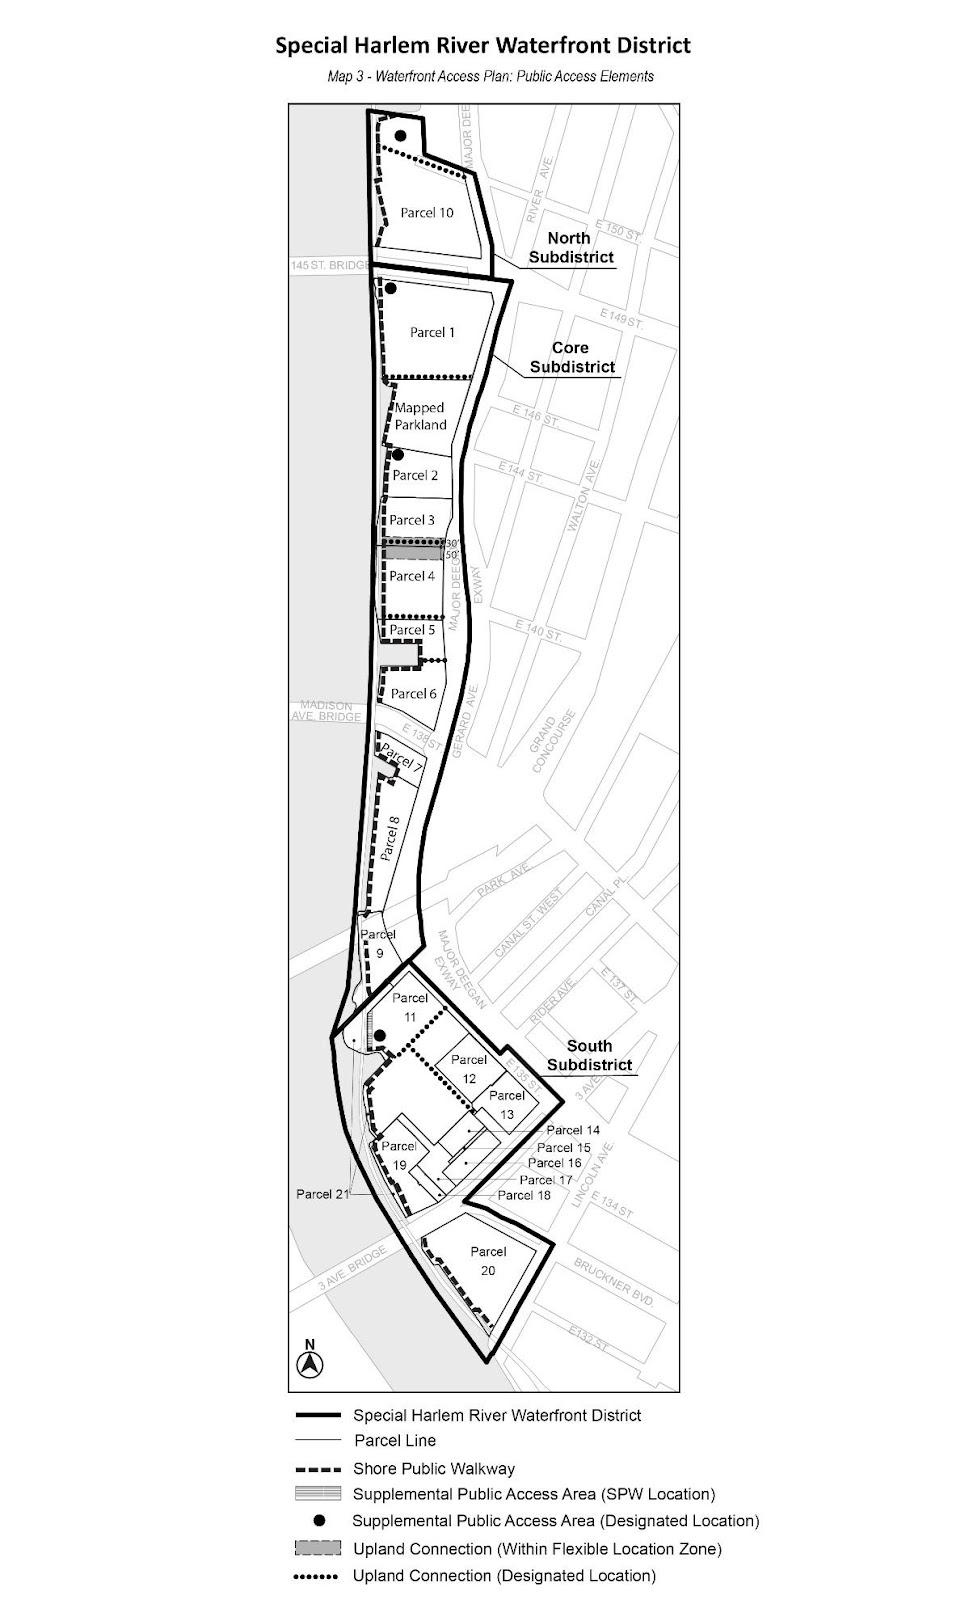 Special Harlem River Waterfront District
Map 3 - Waterfront Access Plan: Public Access Elements
MAJOR DEE
RIVER AVE.
E 150 ST.
Parcel 10
North
Subdistrict
145 ST. BRIDGE
E 149 ST.
Parcel 1
Core
Subdistrict
Mapped
Parkland
E 146 ST.
Parcel 2
E 144 ST.
WALTON AVE.
Parcel 3
30'
50'
Parcel 4
MAJOR DEEGAN
EXWAY
Parcel 5
E 140 ST.
Parcel 6
MADISON
AVE. BRIDGE
E 138 ST.
GERARD AVE.
GRAND
CONCOURSE
Parcel 7
Parcel 8
PARK AVE.
CANAL ST. WEST
CANAL PL.
Parcel
9
MAJOR DEEGAN
EXWAY
E 137 ST.
RIDER AVE.
Parcel
11
South
Subdistrict
Parcel
12
E 135 ST.
3 AVE.
Parcel
13
Parcel 14
Parcel
19
Parcel 15
Parcel 16
Parcel 17
Parcel 18
Parcel 21
LINCOLN AVE.
E 134 ST.
Parcel
20
3 AVE. BRIDGE
BRUCKNER BVD.
E 132 ST.
N
Special Harlem River Waterfront District
Parcel Line
Shore Public Walkway
Supplemental Public Access Area (SPW Location)
Supplemental Public Access Area (Designated Location)
Upland Connection (Within Flexible Location Zone)
Upland Connection (Designated Location)